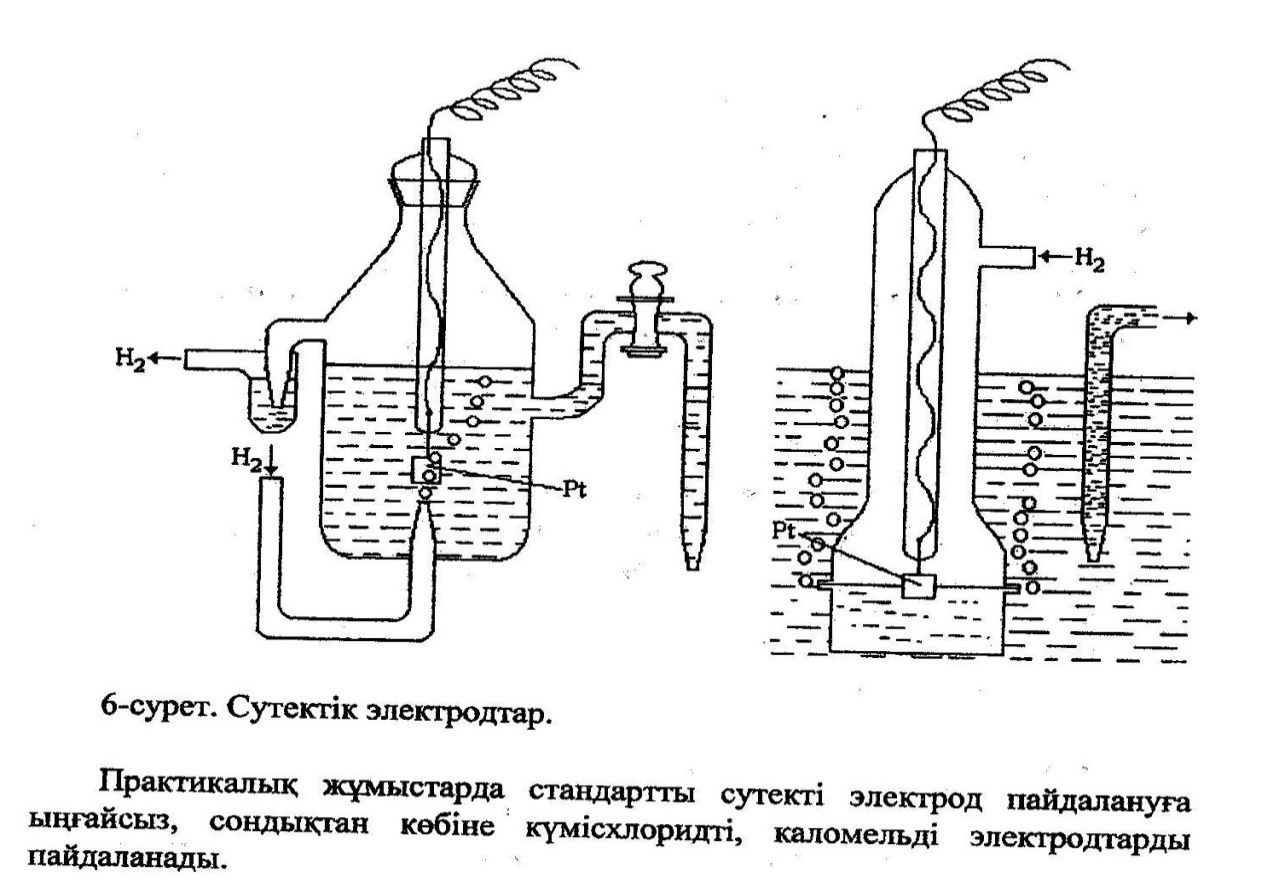 H₂
H₂
H₂
Pt
Pt
6-сурет. Сутектік электродтар.
Практикалық жұмыстарда стандартты сутекті электрод пайдалануға
ыңғайсыз, сондықтан көбіне күмісхлоридті, каломельді электродтарды
пайдаланады.